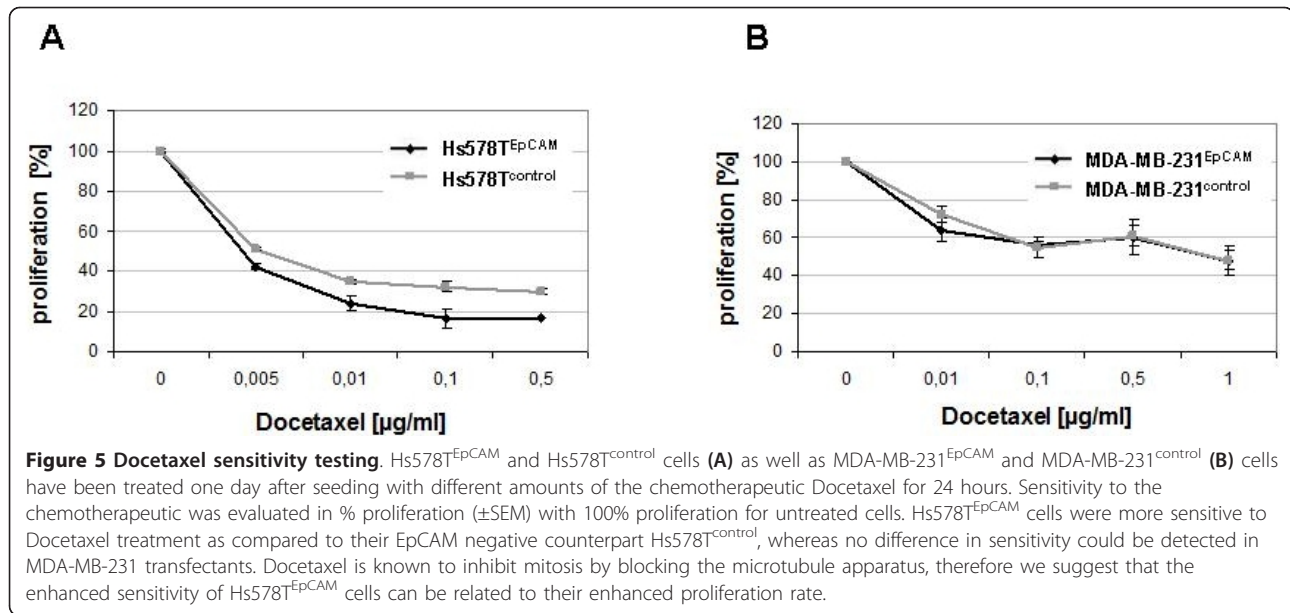 A
B
120
100
80
60
40
20
0
proliferation [%]
Hs578T^EpCAM
Hs578T^control
0 0,005 0,01 0,1 0,5
Docetaxel [µg/ml]
120
100
80
60
40
20
0
proliferation [%]
MDA-MB-231^EpCAM
MDA-MB-231^control
0 0,01 0,1 0,5 1
Docetaxel [µg/ml]
Figure 5 Docetaxel sensitivity testing. Hs578T^EpCAM and Hs578T^control cells (A) as well as MDA-MB-231^EpCAM and MDA-MB-231^control (B) cells
have been treated one day after seeding with different amounts of the chemotherapeutic Docetaxel for 24 hours. Sensitivity to the
chemotherapeutic was evaluated in % proliferation (±SEM) with 100% proliferation for untreated cells. Hs578T^EpCAM cells were more sensitive to
Docetaxel treatment as compared to their EpCAM negative counterpart Hs578T^control, whereas no difference in sensitivity could be detected in
MDA-MB-231 transfectants. Docetaxel is known to inhibit mitosis by blocking the microtubule apparatus, therefore we suggest that the
enhanced sensitivity of Hs578T^EpCAM cells can be related to their enhanced proliferation rate.